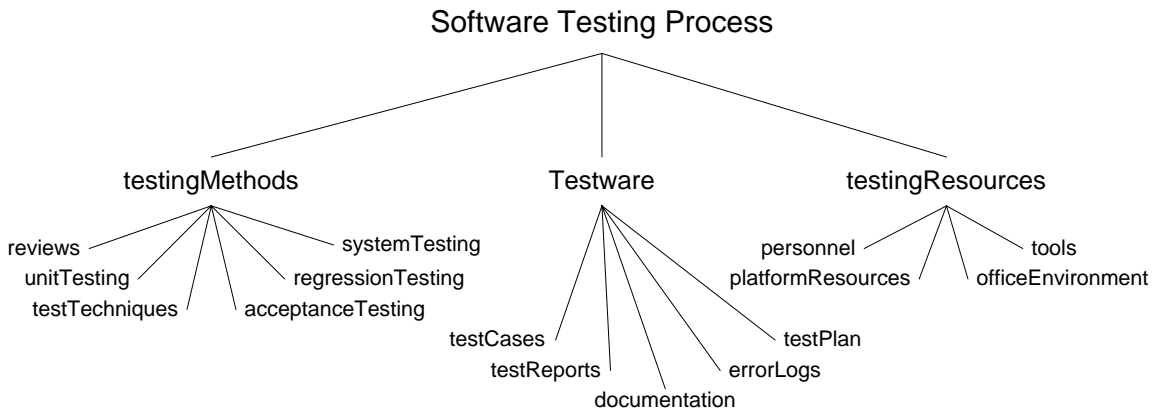 Software Testing Process
testingMethods
Testware
testingResources
reviews
systemTesting
unitTesting
regressionTesting
testTechniques
acceptanceTesting
testCases
testPlan
testReports
errorLogs
documentation
personnel
tools
platformResources
officeEnvironment